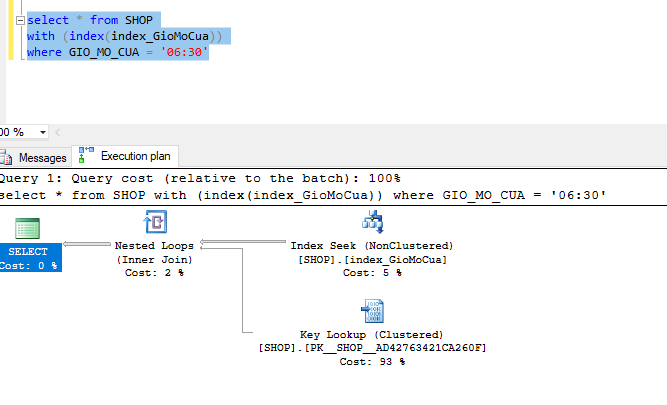 select * from SHOP
with (index(index_GioMoCua))
where GIO_MO_CUA = '06:30'
00 %
Messages
Execution plan
Query 1: Query cost (relative to the batch): 100%
select * from SHOP with (index(index_GioMoCua)) where GIO_MO_CUA = '06:30'
SELECT
Cost: 0 %
Nested Loops
(Inner Join)
Cost: 2 %
Index Seek (NonClustered)
[SHOP].[index_GioMoCua]
Cost: 5 %
Key Lookup (Clustered)
[SHOP].[PK__SHOP__AD42763421CA260F]
Cost: 93 %